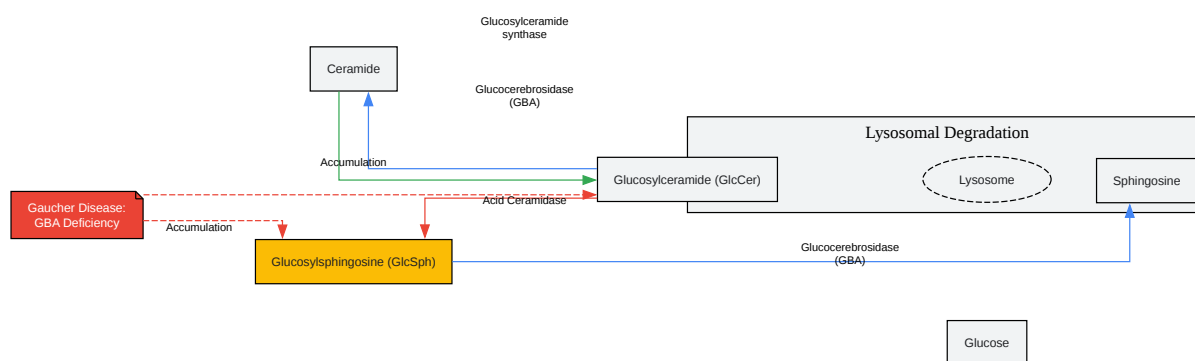 Glucosylceramide
synthase
Ceramide
Glucocerebrosidase
(GBA)
Lysosomal Degradation
Accumulation
Glucosylceramide (GlcCer)
Lysosome
Sphingosine
Gaucher Disease:
GBA Deficiency
Acid Ceramidase
Accumulation
Glucosylsphingosine (GlcSph)
Glucocerebrosidase
(GBA)
Glucose